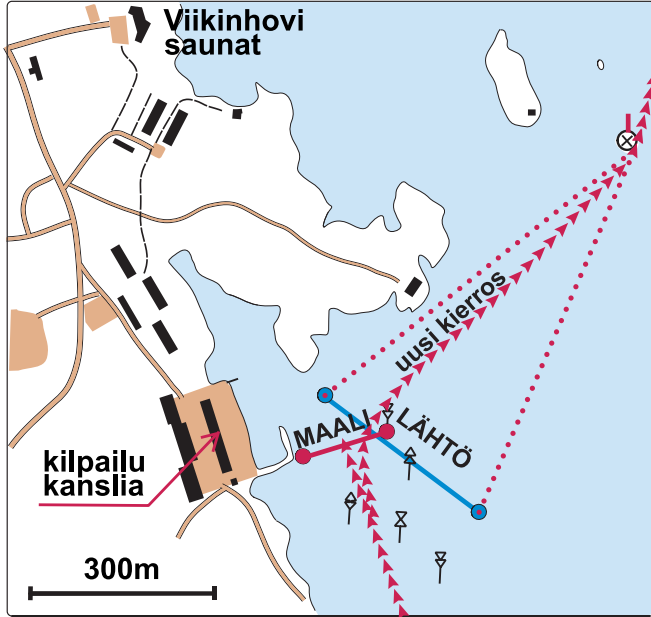 Viikinhovi
saunat
uusi kierros
MAALI
LÄHTÖ
kilpailu
kanslia
300m